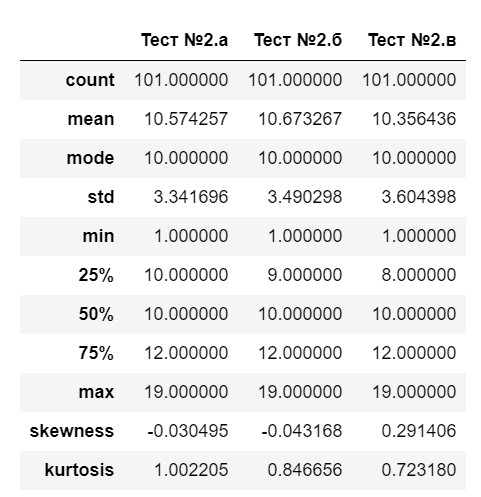 Тест №2.а Тест №2.б Тест №2.в
count 101.000000 101.000000 101.000000
mean 10.574257 10.673267 10.356436
mode 10.000000 10.000000 10.000000
std 3.341696 3.490298 3.604398
min 1.000000 1.000000 1.000000
25% 10.000000 9.000000 8.000000
50% 10.000000 10.000000 10.000000
75% 12.000000 12.000000 12.000000
max 19.000000 19.000000 19.000000
skewness -0.030495 -0.043168 0.291406
kurtosis 1.002205 0.846656 0.723180